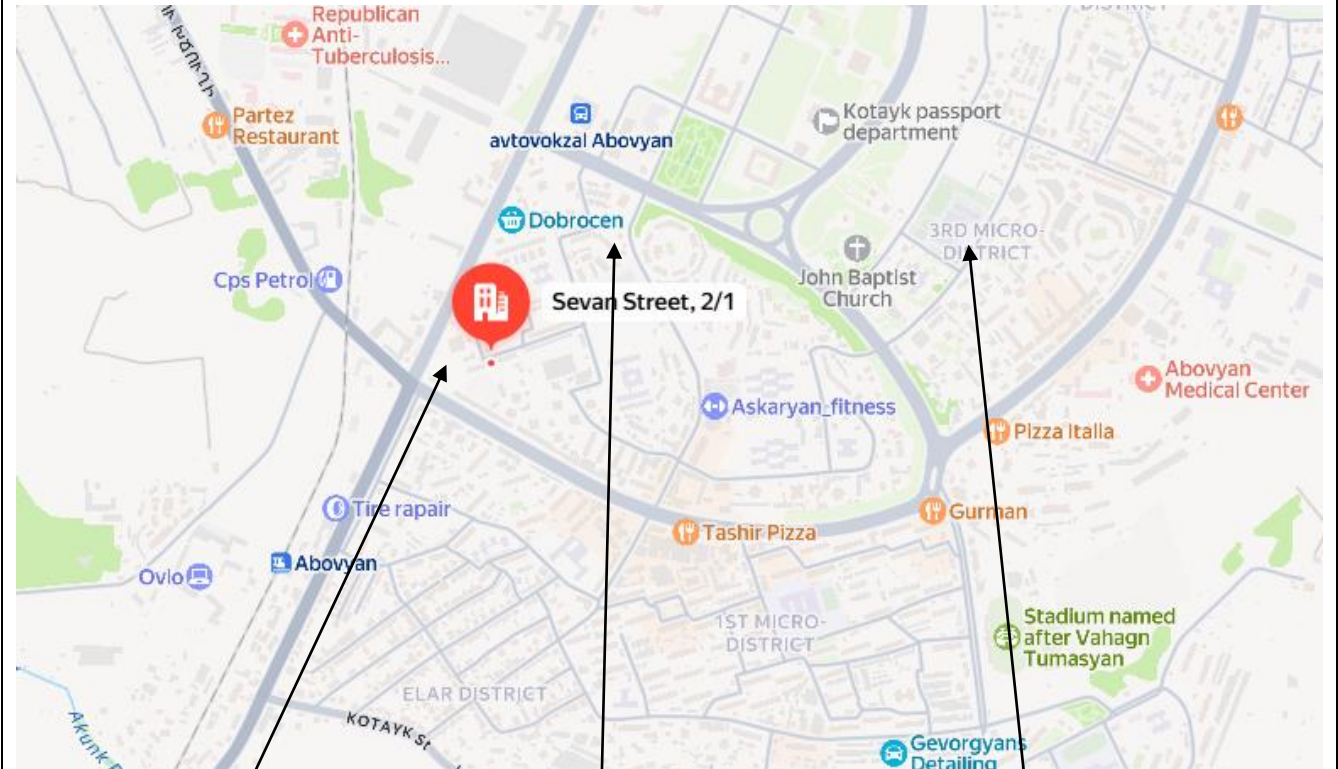 Republican
Anti-
Tuberculosis...
Partez
Restaurant
avtovokzal Abovyan
Kotayk passport
department
Dobrocen
3RD MICRO-
DISTRICT
John Baptist
Church
Cps Petrol
Sevan Street, 2/1
Abovyan
Medical Center
Askaryan_fitness
Pizza Italia
Tire rapair
Gurman
Tashir Pizza
Abovyan
Ovio
1ST MICRO-
DISTRICT
Stadium named
after Vahagn
Tumasyan
ELAR DISTRICT
KOTAYK St
Akunk
Gevorgyans
Detailing